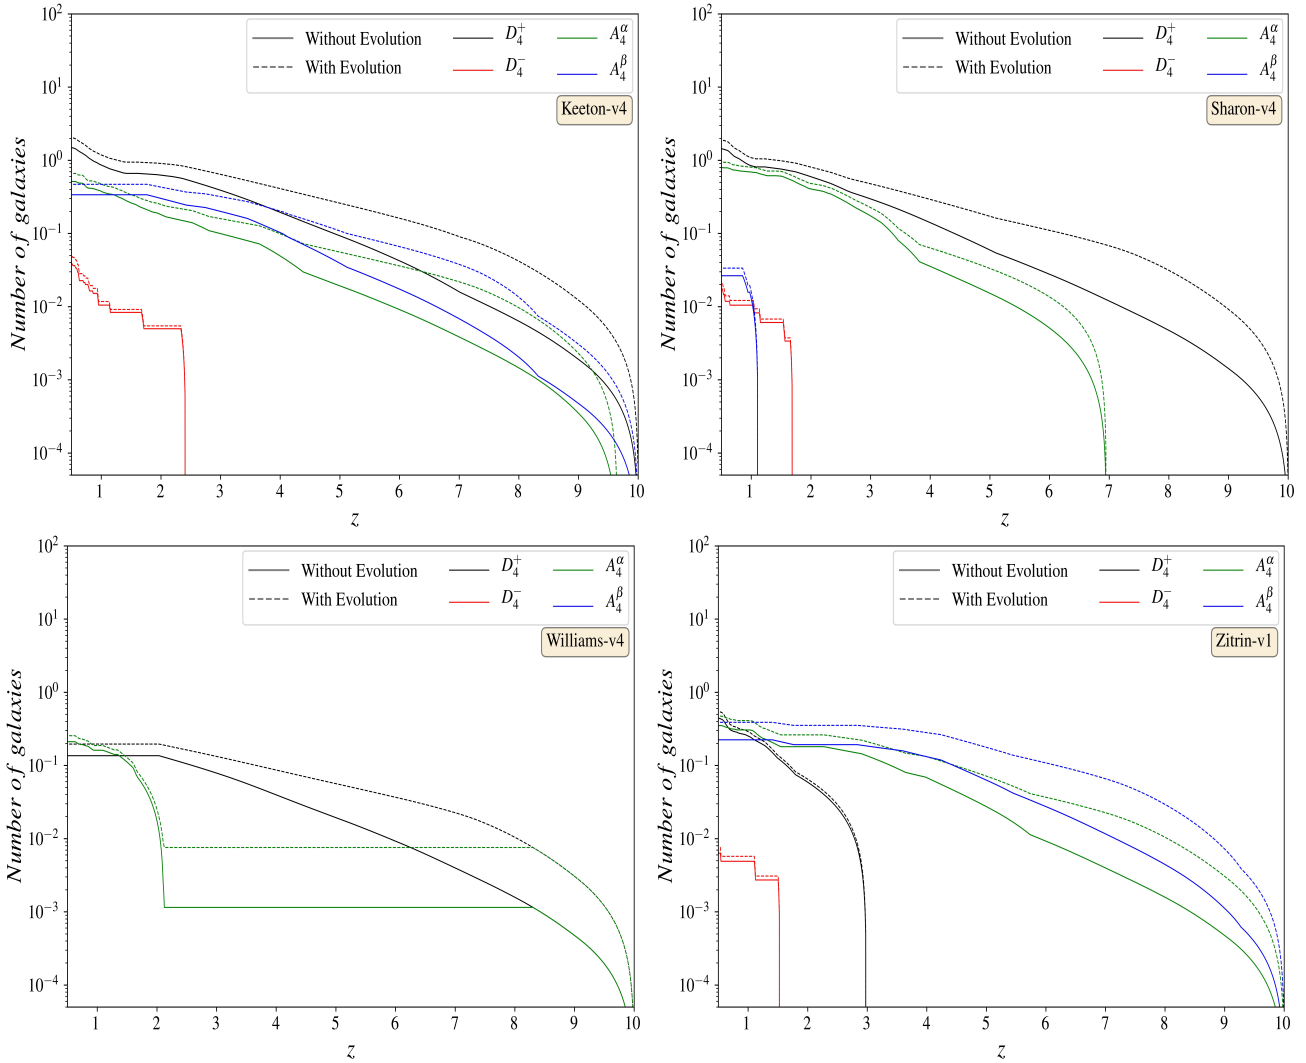 10²
10¹
10⁰
10⁻¹
10⁻²
10⁻³
10⁻⁴
Number of galaxies
Without Evolution
With Evolution
D₄⁺
D₄⁻
A₄^α
A₄^β
Keeton-v4
1 2 3 4 5 6 7 8 9 10
z
10²
10¹
10⁰
10⁻¹
10⁻²
10⁻³
10⁻⁴
Number of galaxies
Without Evolution
With Evolution
D₄⁺
D₄⁻
A₄^α
A₄^β
Sharon-v4
1 2 3 4 5 6 7 8 9 10
z
10²
10¹
10⁰
10⁻¹
10⁻²
10⁻³
10⁻⁴
Number of galaxies
Without Evolution
With Evolution
D₄⁺
D₄⁻
A₄^α
A₄^β
Williams-v4
1 2 3 4 5 6 7 8 9 10
z
10²
10¹
10⁰
10⁻¹
10⁻²
10⁻³
10⁻⁴
Number of galaxies
Without Evolution
With Evolution
D₄⁺
D₄⁻
A₄^α
A₄^β
Zitrin-v1
1 2 3 4 5 6 7 8 9 10
z